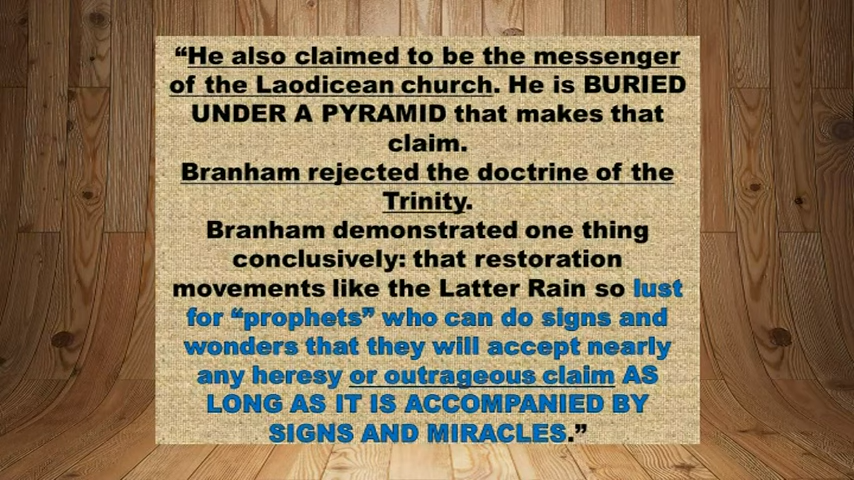 “He also claimed to be the messenger
of the Laodicean church. He is BURIED
UNDER A PYRAMID that makes that
claim.
Branham rejected the doctrine of the
Trinity.
Branham demonstrated one thing
conclusively: that restoration
movements like the Latter Rain so lust
for “prophets” who can do signs and
wonders that they will accept nearly
any heresy or outrageous claim AS
LONG AS IT IS ACCOMPANIED BY
SIGNS AND MIRACLES.”